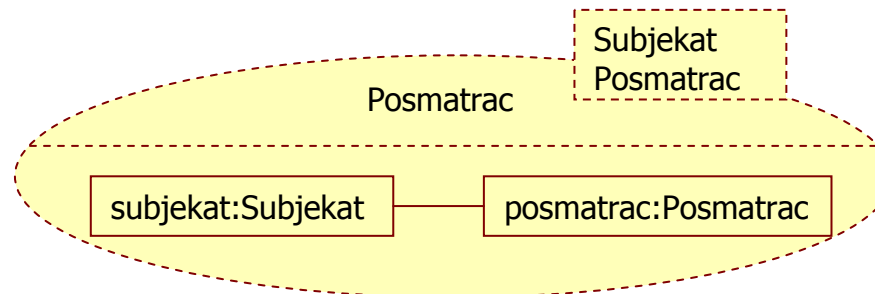 Subjekat
Posmatrac
Posmatrac
subjekat:Subjekat
posmatrac:Posmatrac